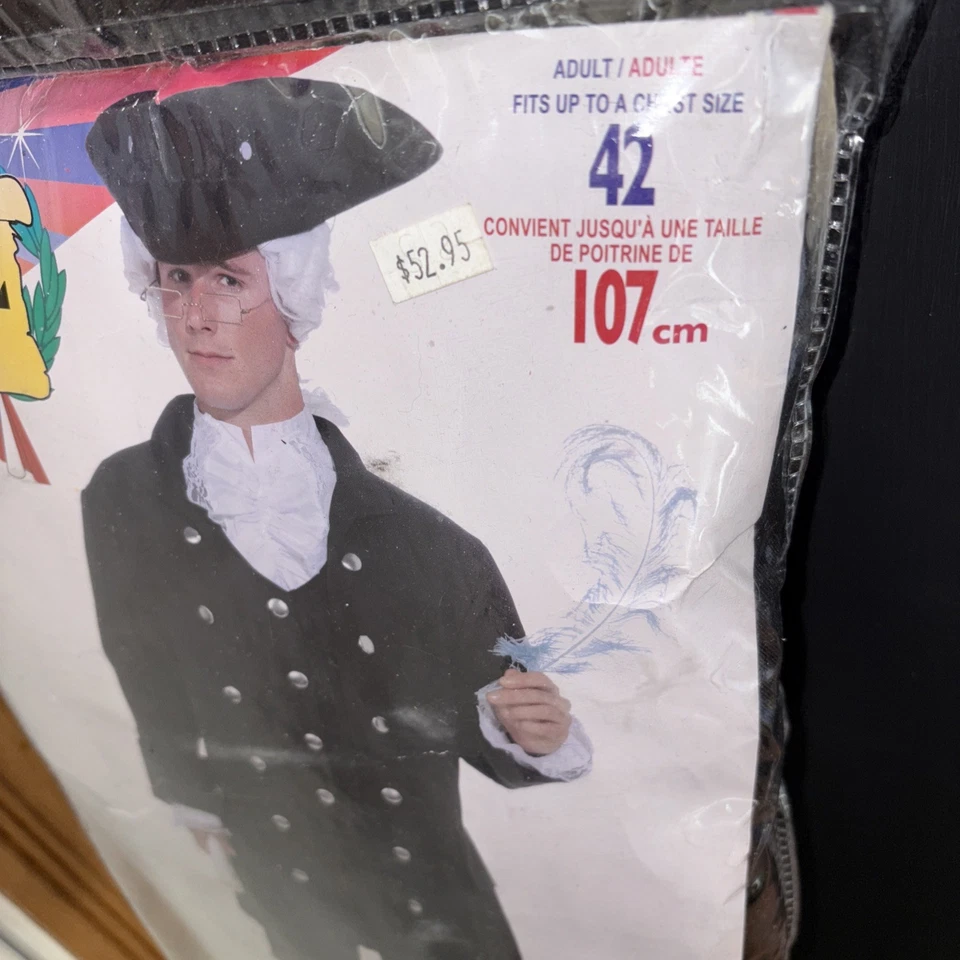 ADULT / ADULTE
FITS UP TO A CHEST SIZE
42
CONVIENT JUSQU'À UNE TAILLE
DE POITRINE DE
107 cm
$52.95